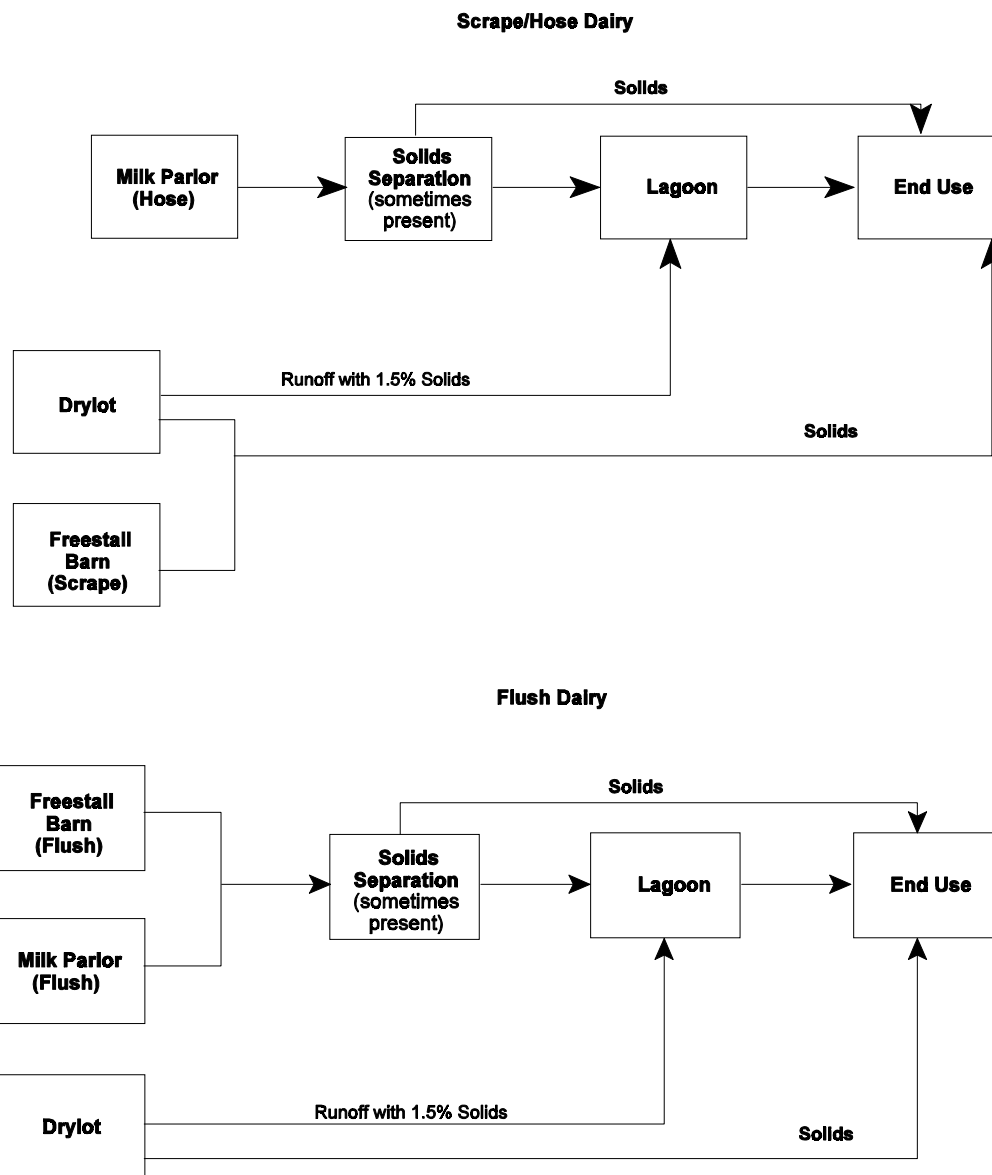 Scrape/Hose Dairy
Solids
Milk Parlor
(Hose)
Solids
Separation
(sometimes
present)
Lagoon
End Use
Drylot
Runoff with 1.5% Solids
Solids
Freestall
Barn
(Scrape)
Flush Dairy
Solids
Freestall
Barn
(Flush)
Solids
Separation
(sometimes
present)
Lagoon
End Use
Milk Parlor
(Flush)
Drylot
Runoff with 1.5% Solids
Solids